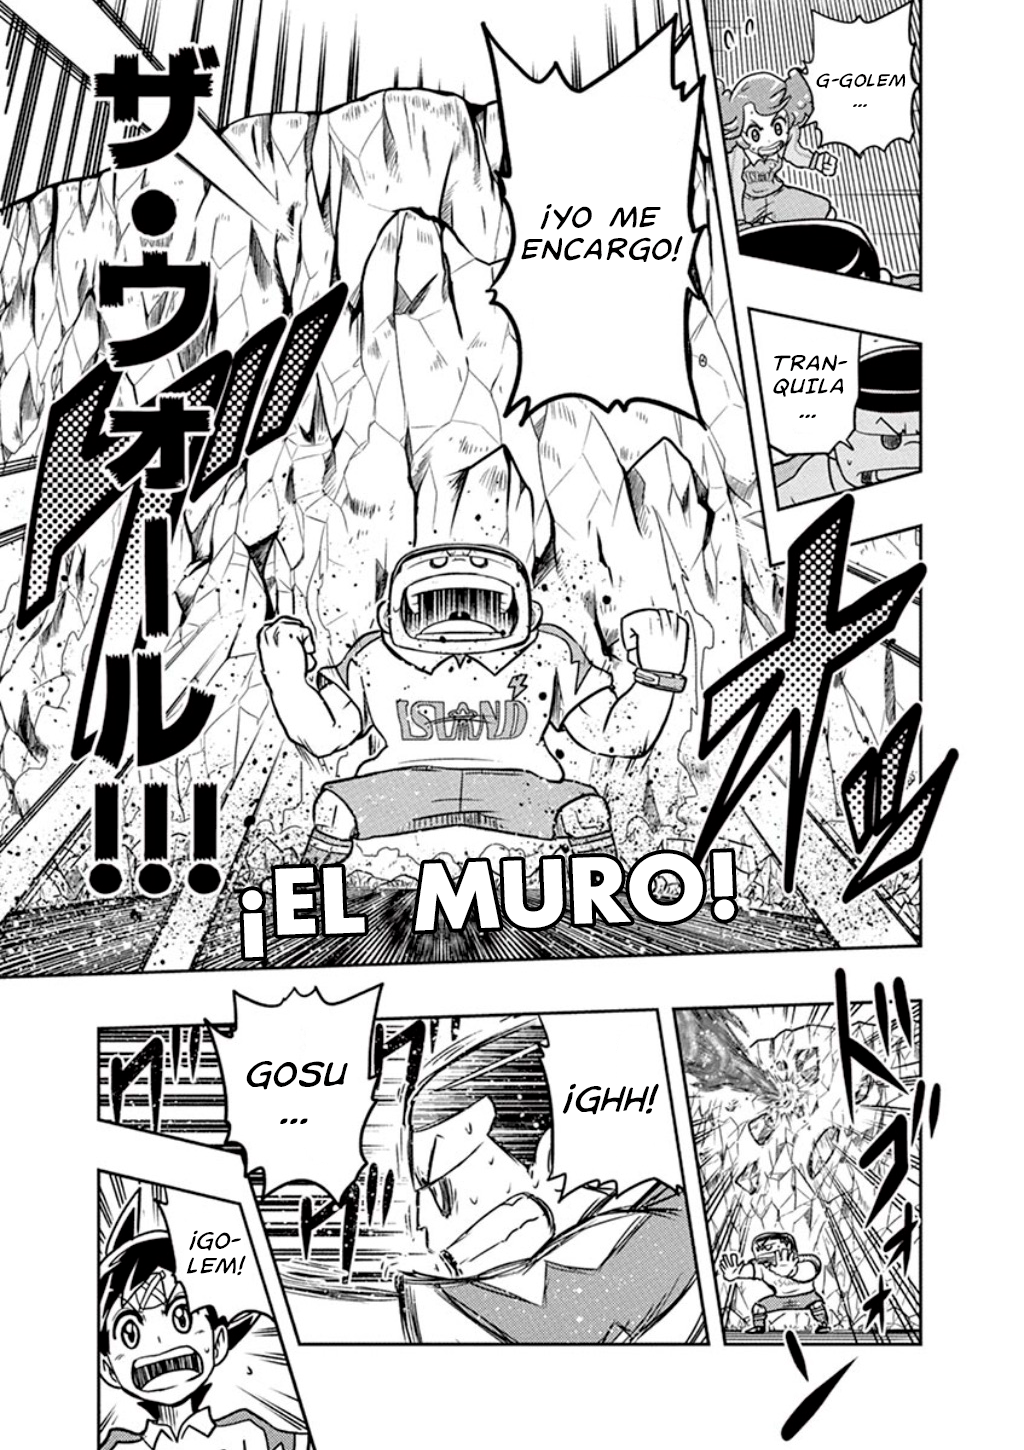 G-GOLEM
...
TRAN-
QUILA
...
¡YO ME
ENCARGO!
ザ・ウォール!!!
ISLAND
¡EL MURO!
¡GHH!
GOSU
...
¡GO-
LEM!